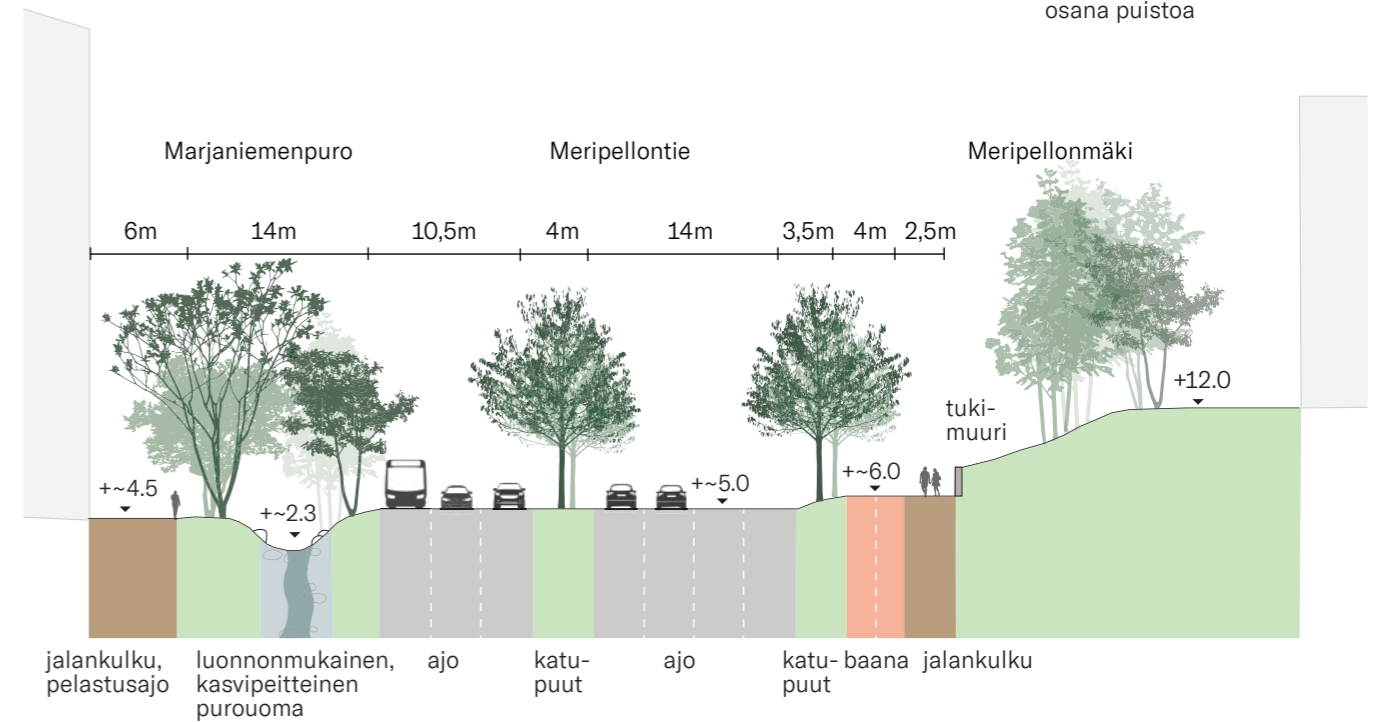 osana puistoa
Marjaniemenpuro
Meripellontie
Meripellonmäki
6m
14m
10,5m
4m
14m
3,5m
4m
2,5m
+12.0
tuki-
muuri
+~6.0
+~5.0
+~4.5
+~2.3
jalankulku,
pelastusajo
luonnonmukainen,
kasvipeitteinen
purouoma
ajo
katu-
puut
ajo
katu-
puut
baana
jalankulku